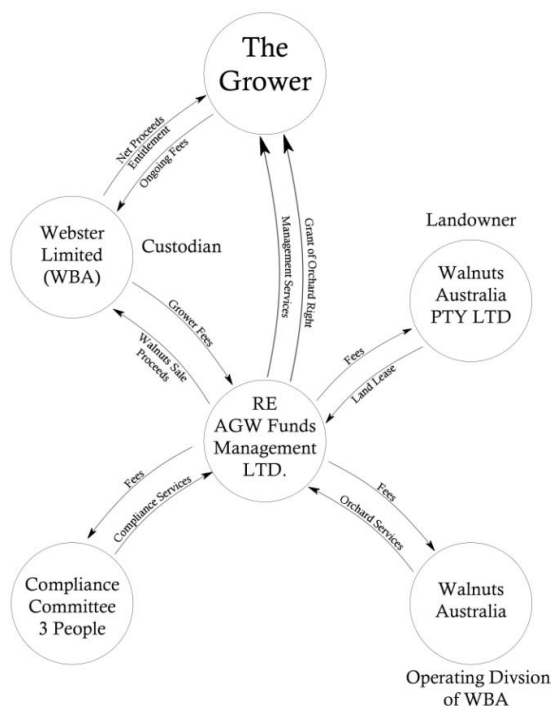 The
Grower
Net Proceeds
Entitlement
Ongoing Fees
Management Services
Grant of Orchard Right
Webster
Limited
(WBA)
Custodian
Landowner
Walnuts
Australia
PTY LTD
Grower Fees
Walnuts Sale
Proceeds
Fees
Land Lease
RE
AGW Funds
Management
LTD.
Fees
Compliance Services
Fees
Orchard Services
Compliance
Committee
3 People
Walnuts
Australia
Operating Divsion
of WBA